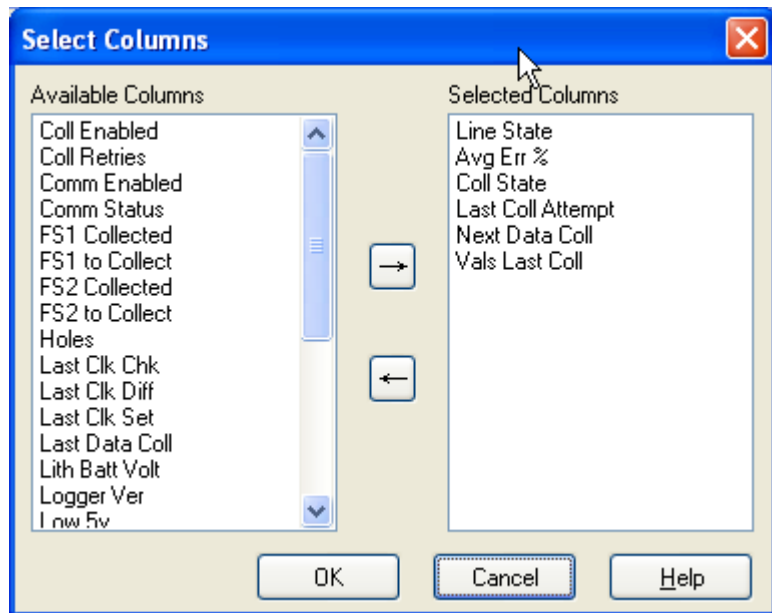 Select Columns
Available Columns
Selected Columns
Coll Enabled
Coll Retries
Comm Enabled
Comm Status
FS1 Collected
FS1 to Collect
FS2 Collected
FS2 to Collect
Holes
Last Clk Chk
Last Clk Diff
Last Clk Set
Last Data Coll
Lith Batt Volt
Logger Ver
Low 5v
Line State
Avg Err %
Coll State
Last Coll Attempt
Next Data Coll
Vals Last Coll
OK
Cancel
Help